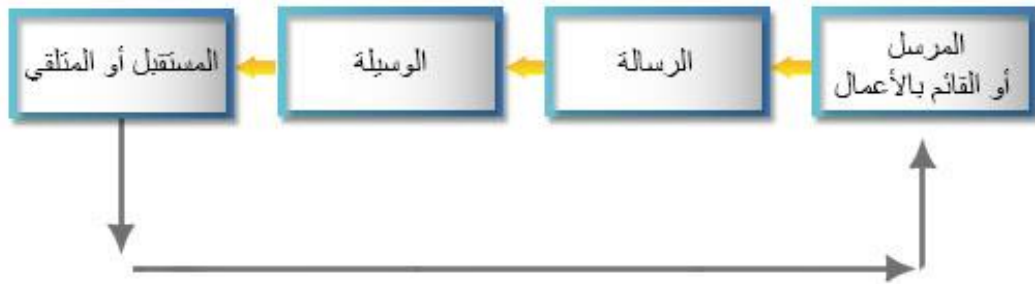 المرسل
أو القائم بالأعمال
الرسالة
الوسيلة
المستقبل أو المتلقي